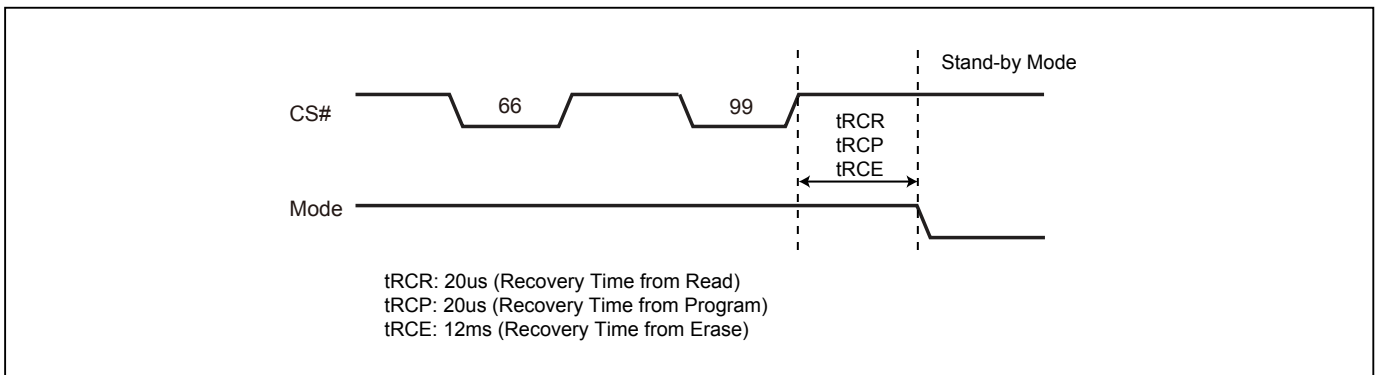 Stand-by Mode
CS#
66
99
tRCR
tRCP
tRCE
Mode
tRCR: 20us (Recovery Time from Read)
tRCP: 20us (Recovery Time from Program)
tRCE: 12ms (Recovery Time from Erase)